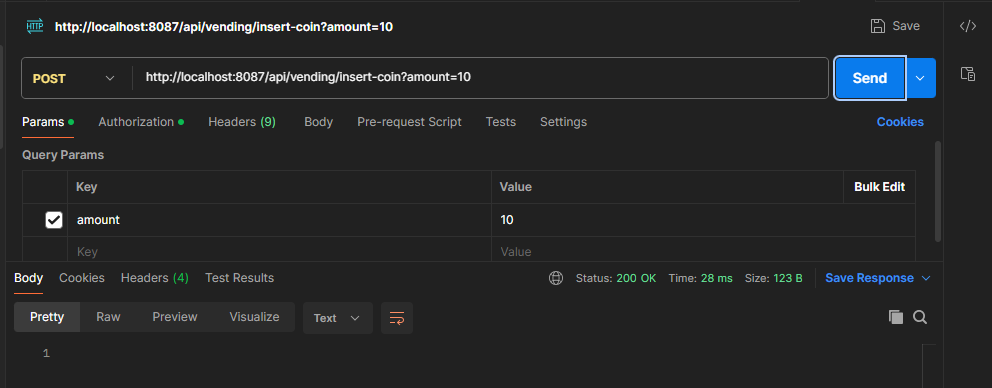 HTTP http://localhost:8087/api/vending/insert-coin?amount=10 Save </>
POST http://localhost:8087/api/vending/insert-coin?amount=10 Send
Params Authorization Headers (9) Body Pre-request Script Tests Settings Cookies
Query Params
Key Value Bulk Edit
amount 10
Key Value
Body Cookies Headers (4) Test Results Status: 200 OK Time: 28 ms Size: 123 B Save Response
Pretty Raw Preview Visualize Text
1